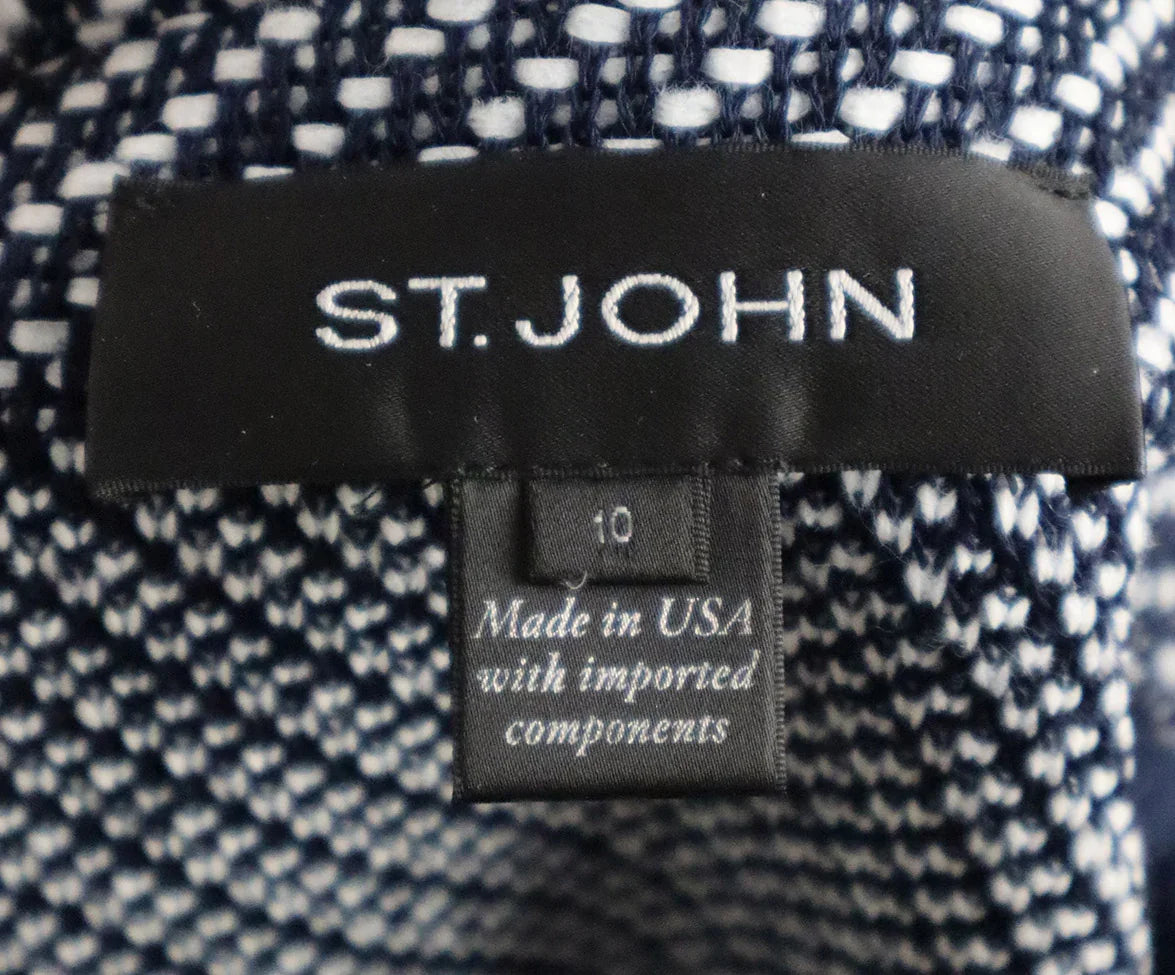 ST. JOHN
10
Made in USA
with imported
components